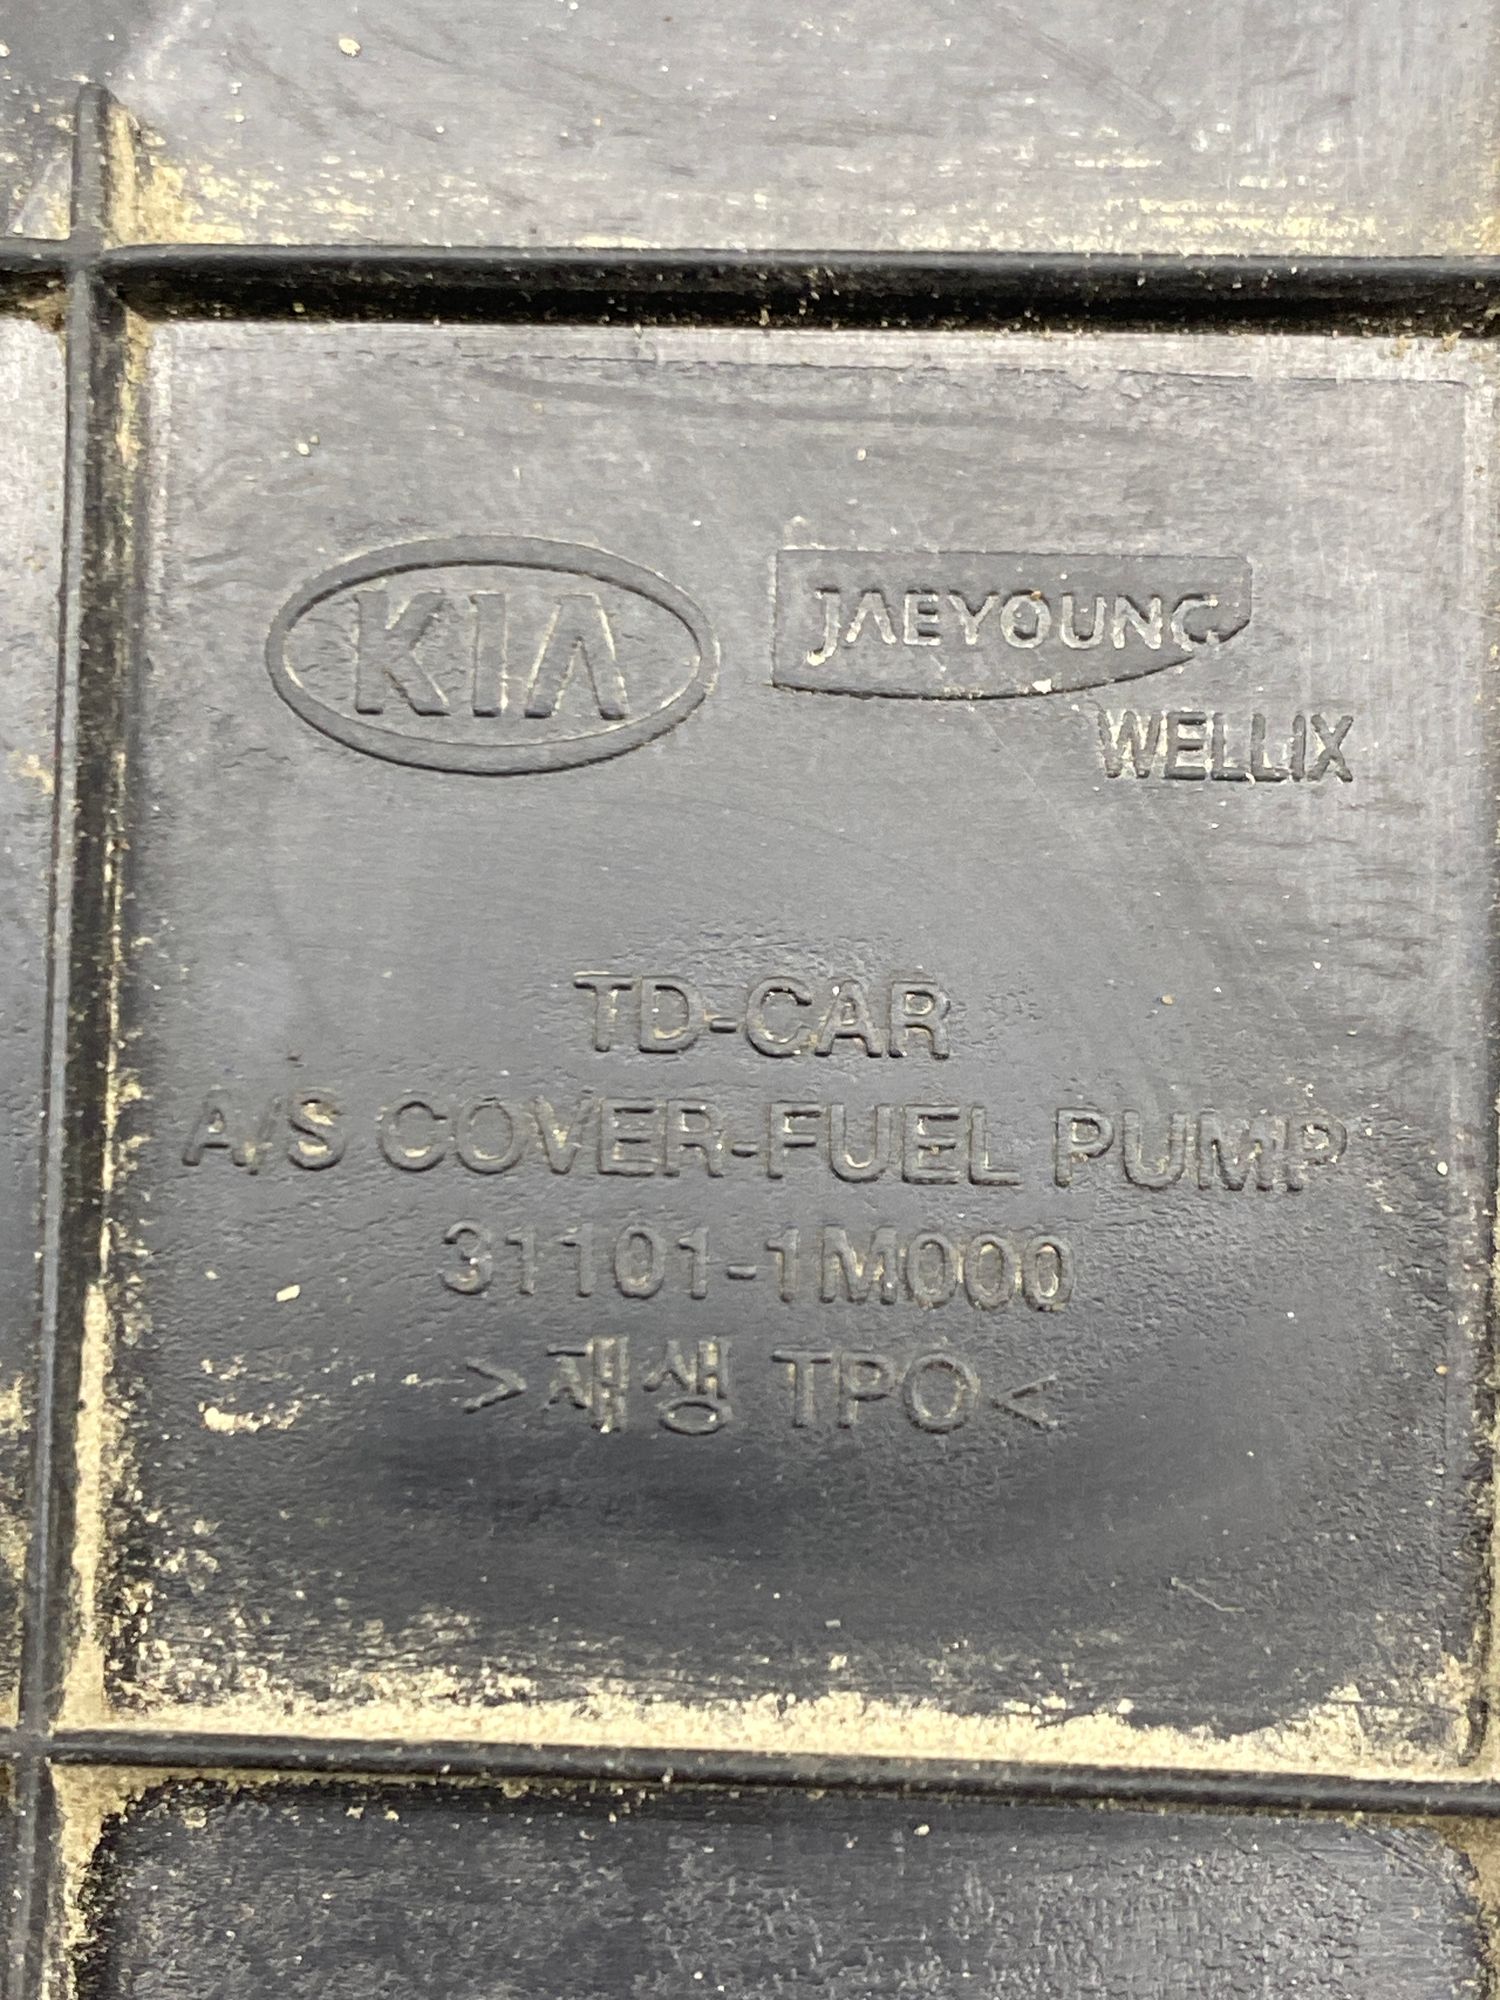 KIA JAEYOUNG
WELLIX
TD-CAR
A/S COVER-FUEL PUMP
31101-1M000
>재생 TPO<